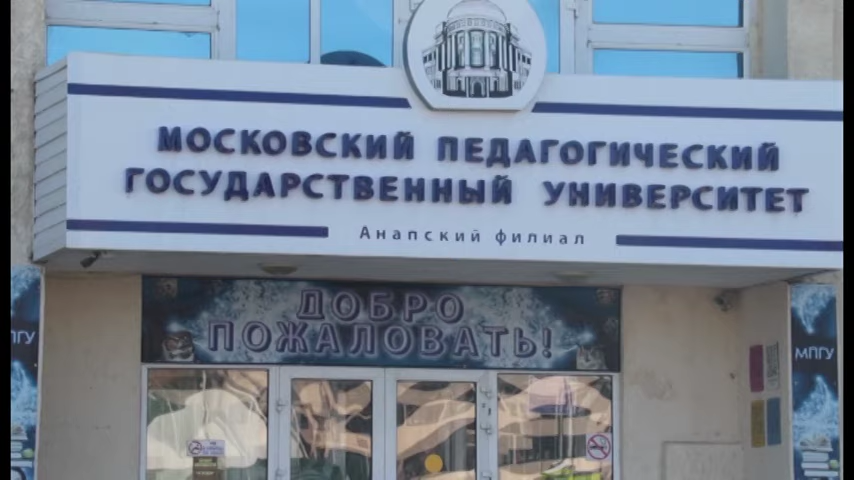 МОСКОВСКИЙ ПЕДАГОГИЧЕСКИЙ
ГОСУДАРСТВЕННЫЙ УНИВЕРСИТЕТ
Анапский филиал
ДОБРО
ПОЖАЛОВАТЬ!
МПГУ
МПГУ